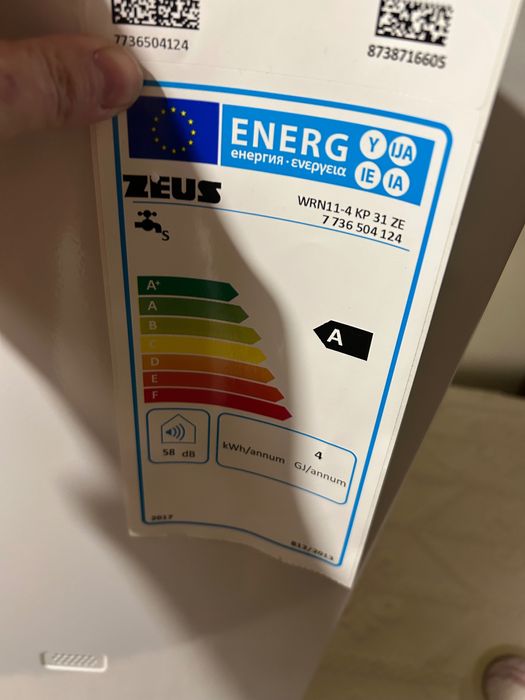 7736504124
8738716605
ENERG Y IJA
IE IA
енергия · ενεργεια
ZEUS
WRN11-4 KP 31 ZE
7 736 504 124
S
A+
A
B
C
D
E
F
A
58 dB
kWh/annum
4
GJ/annum
2017
812/2013